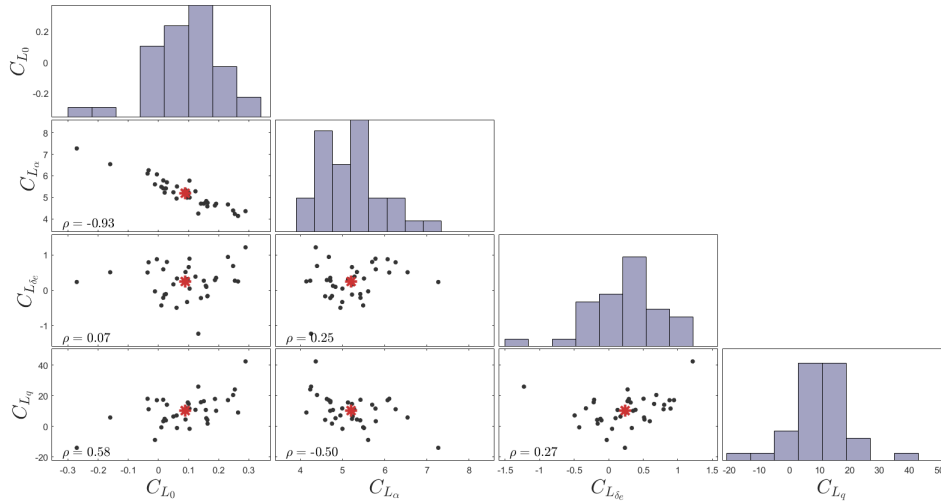 C_{L_0}
0.2
0
-0.2
C_{L_α}
8
7
6
5
4
ρ = -0.93
C_{L_{δe}}
1
0
-1
ρ = 0.07
ρ = 0.25
C_{L_q}
40
20
0
-20
ρ = 0.58
ρ = -0.50
ρ = 0.27
-0.3 -0.2 -0.1 0 0.1 0.2 0.3
4 5 6 7 8
-1.5 -1 -0.5 0 0.5 1 1.5
-20 -10 0 10 20 30 40 50
C_{L_0} C_{L_α} C_{L_{δe}} C_{L_q}